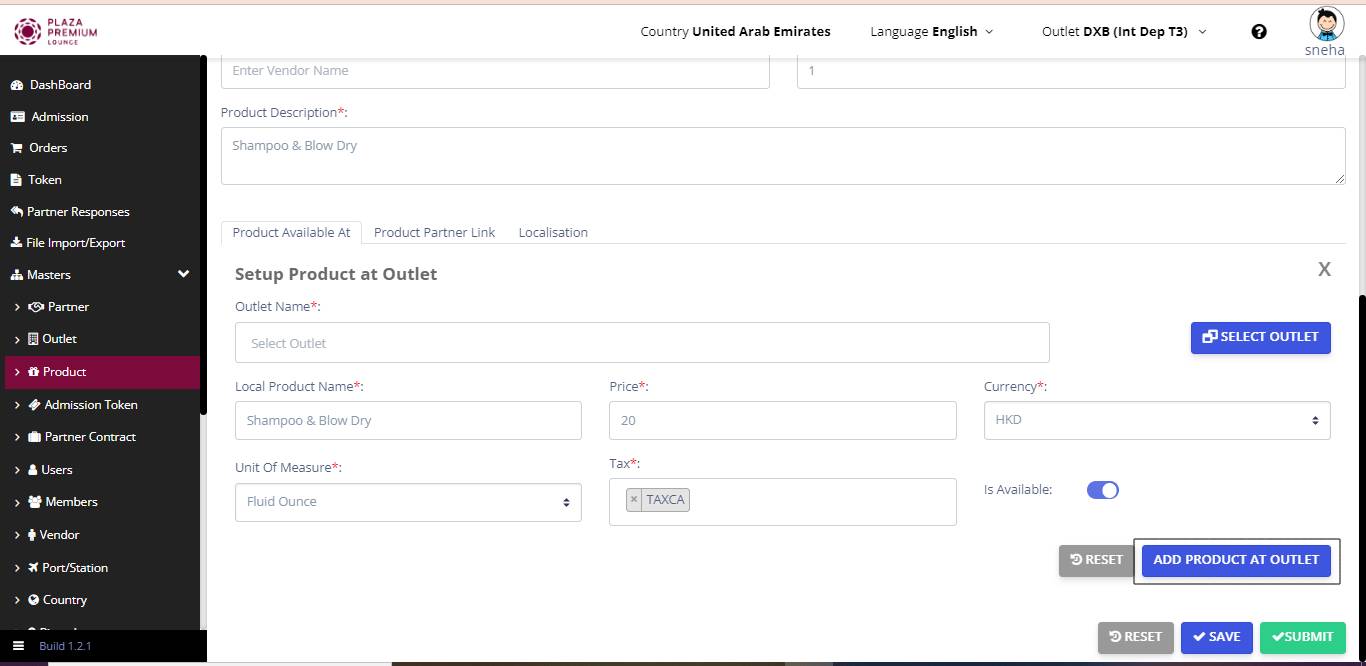 PLAZA
PREMIUM
LOUNGE
Country United Arab Emirates
Language English
Outlet DXB (Int Dep T3)
?
sneha
DashBoard
Admission
Orders
Token
Partner Responses
File Import/Export
Masters
Partner
Outlet
Product
Admission Token
Partner Contract
Users
Members
Vendor
Port/Station
Country
Build 1.2.1
Enter Vendor Name
1
Product Description*:
Shampoo & Blow Dry
Product Available At
Product Partner Link
Localisation
Setup Product at Outlet
X
Outlet Name*:
Select Outlet
SELECT OUTLET
Local Product Name*:
Price*:
Currency*:
Shampoo & Blow Dry
20
HKD
Unit Of Measure*:
Tax*:
Fluid Ounce
× TAXCA
Is Available:
RESET
ADD PRODUCT AT OUTLET
RESET
SAVE
SUBMIT